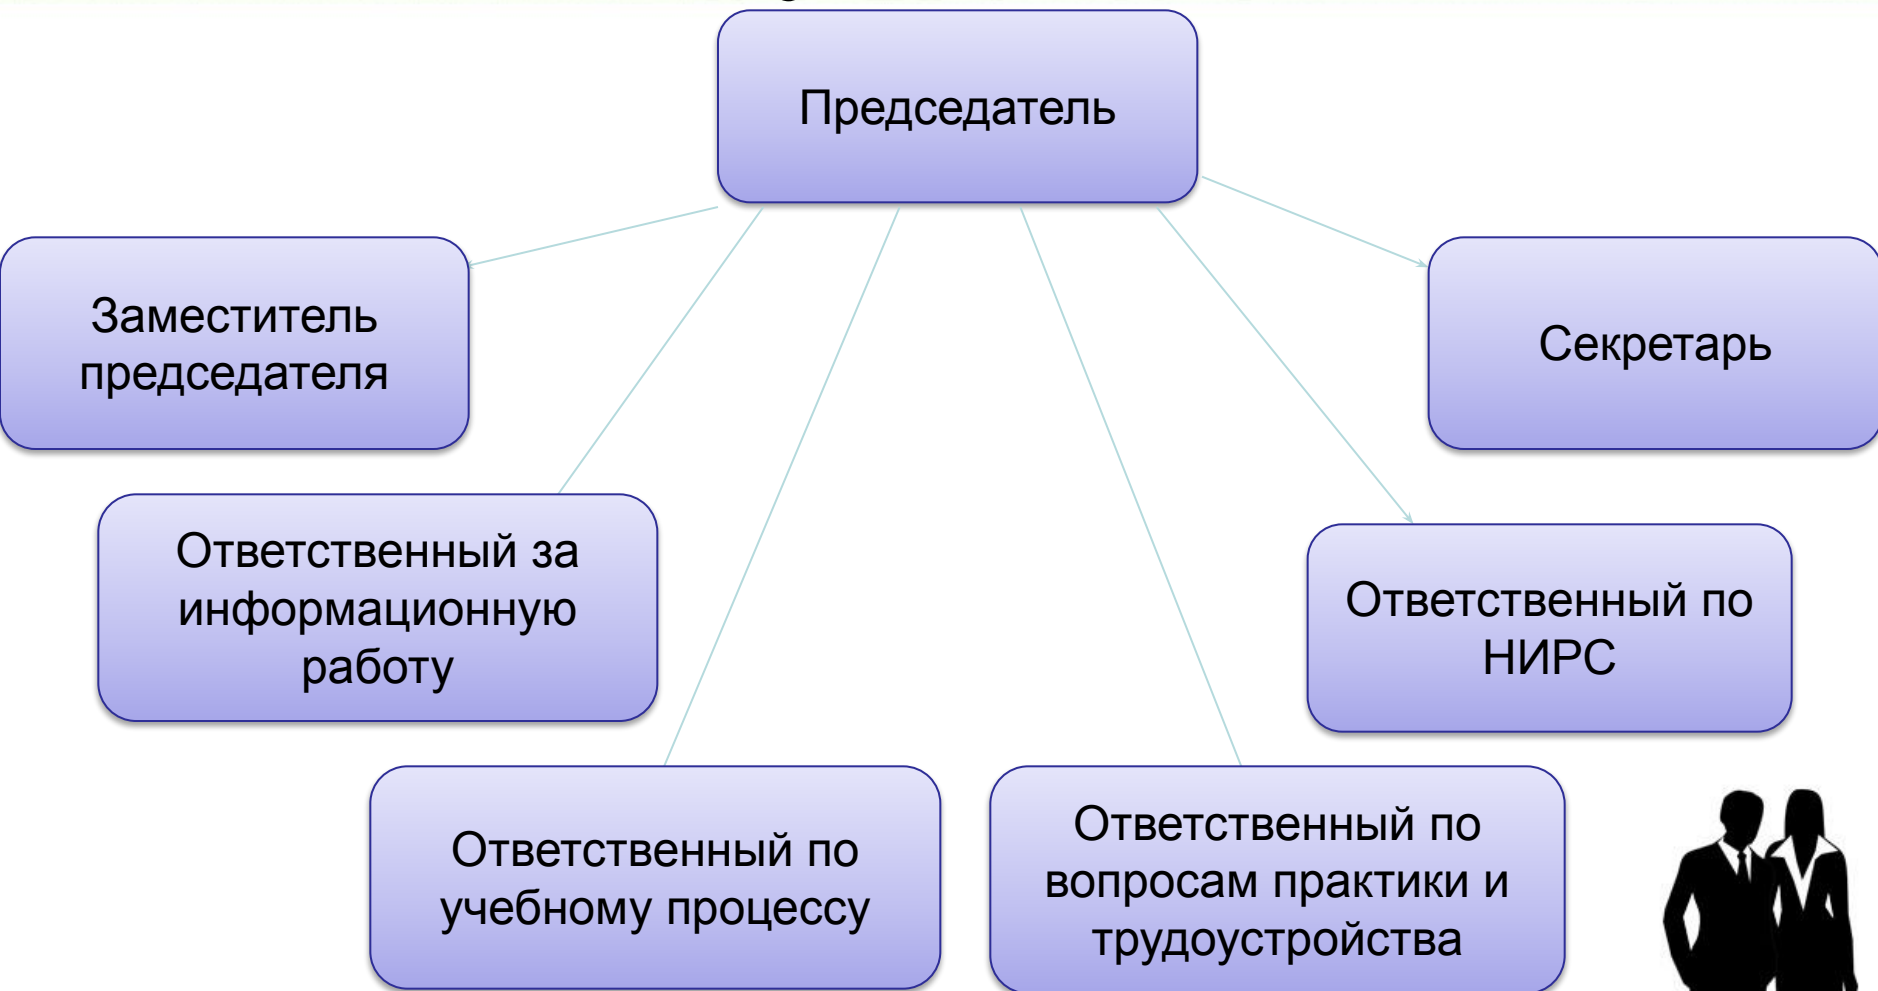 Председатель
Заместитель
председателя
Секретарь
Ответственный за
информационную
работу
Ответственный по
НИРС
Ответственный по
учебному процессу
Ответственный по
вопросам практики и
трудоустройства